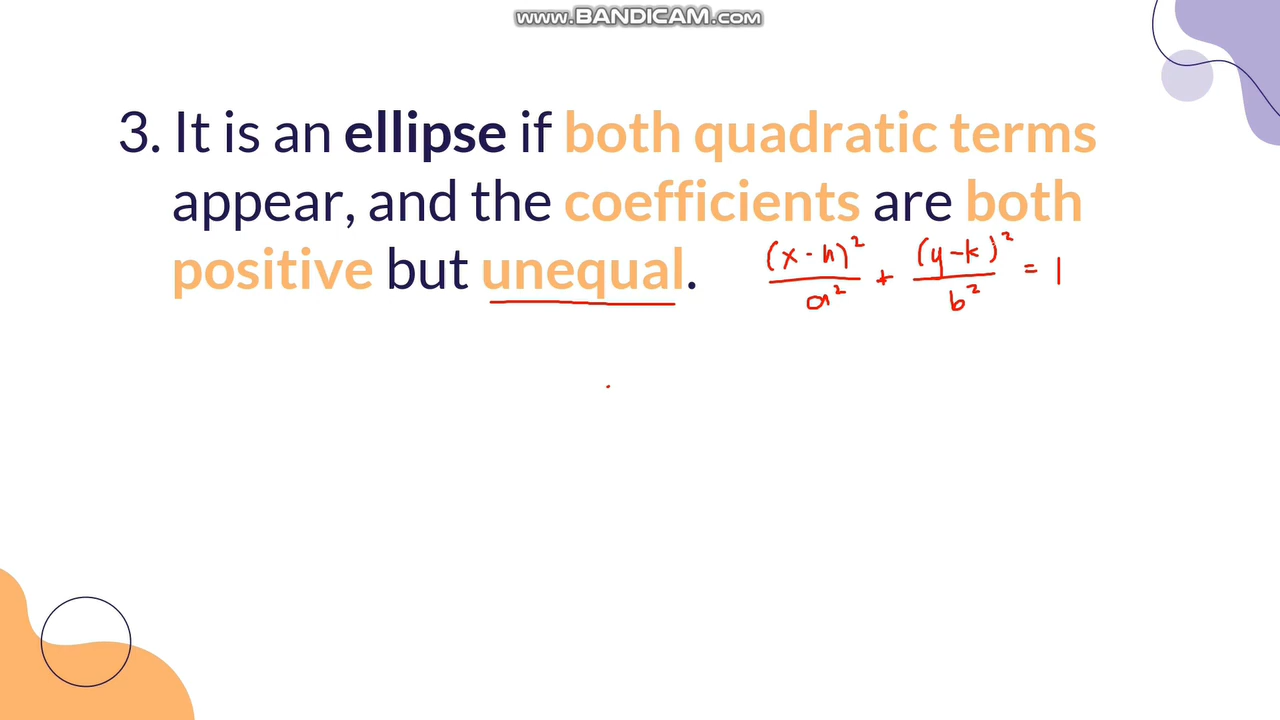 www.BANDICAM.com
3. It is an ellipse if both quadratic terms
appear, and the coefficients are both
positive but unequal.
(x-h)²/a² + (y-k)²/b² = 1